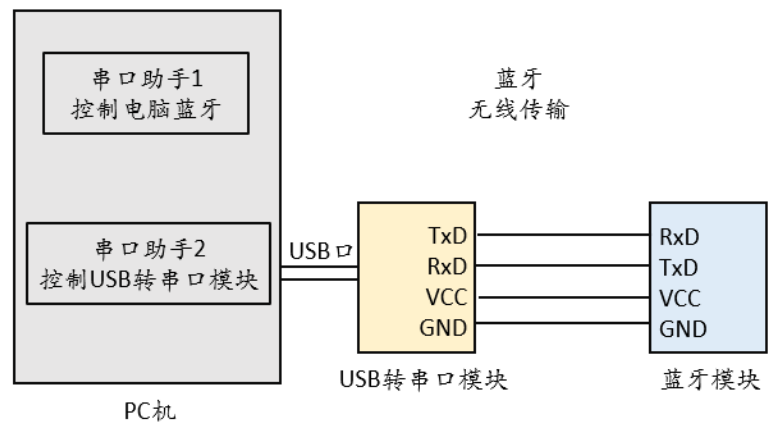 串口助手1
控制电脑蓝牙
蓝牙
无线传输
串口助手2
控制USB转串口模块
USB口
TxD
RxD
VCC
GND
RxD
TxD
VCC
GND
USB转串口模块
蓝牙模块
PC机